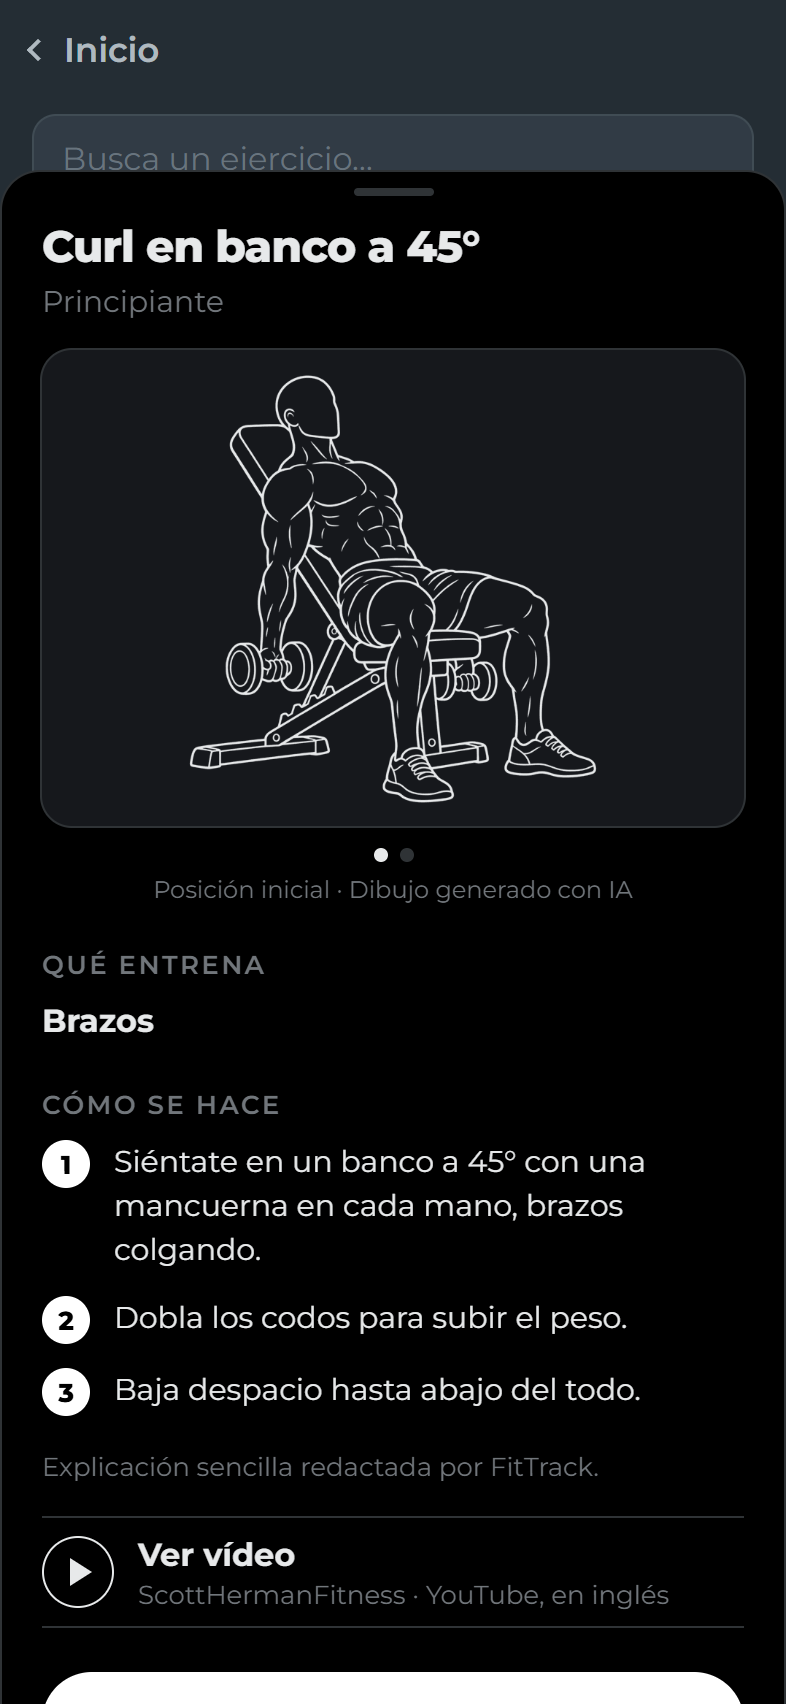 Inicio
Busca un ejercicio...
Curl en banco a 45°
Principiante
Posición inicial · Dibujo generado con IA
QUÉ ENTRENA
Brazos
CÓMO SE HACE
1 Siéntate en un banco a 45° con una
mancuerna en cada mano, brazos
colgando.
2 Dobla los codos para subir el peso.
3 Baja despacio hasta abajo del todo.
Explicación sencilla redactada por FitTrack.
Ver vídeo
ScottHermanFitness · YouTube, en inglés